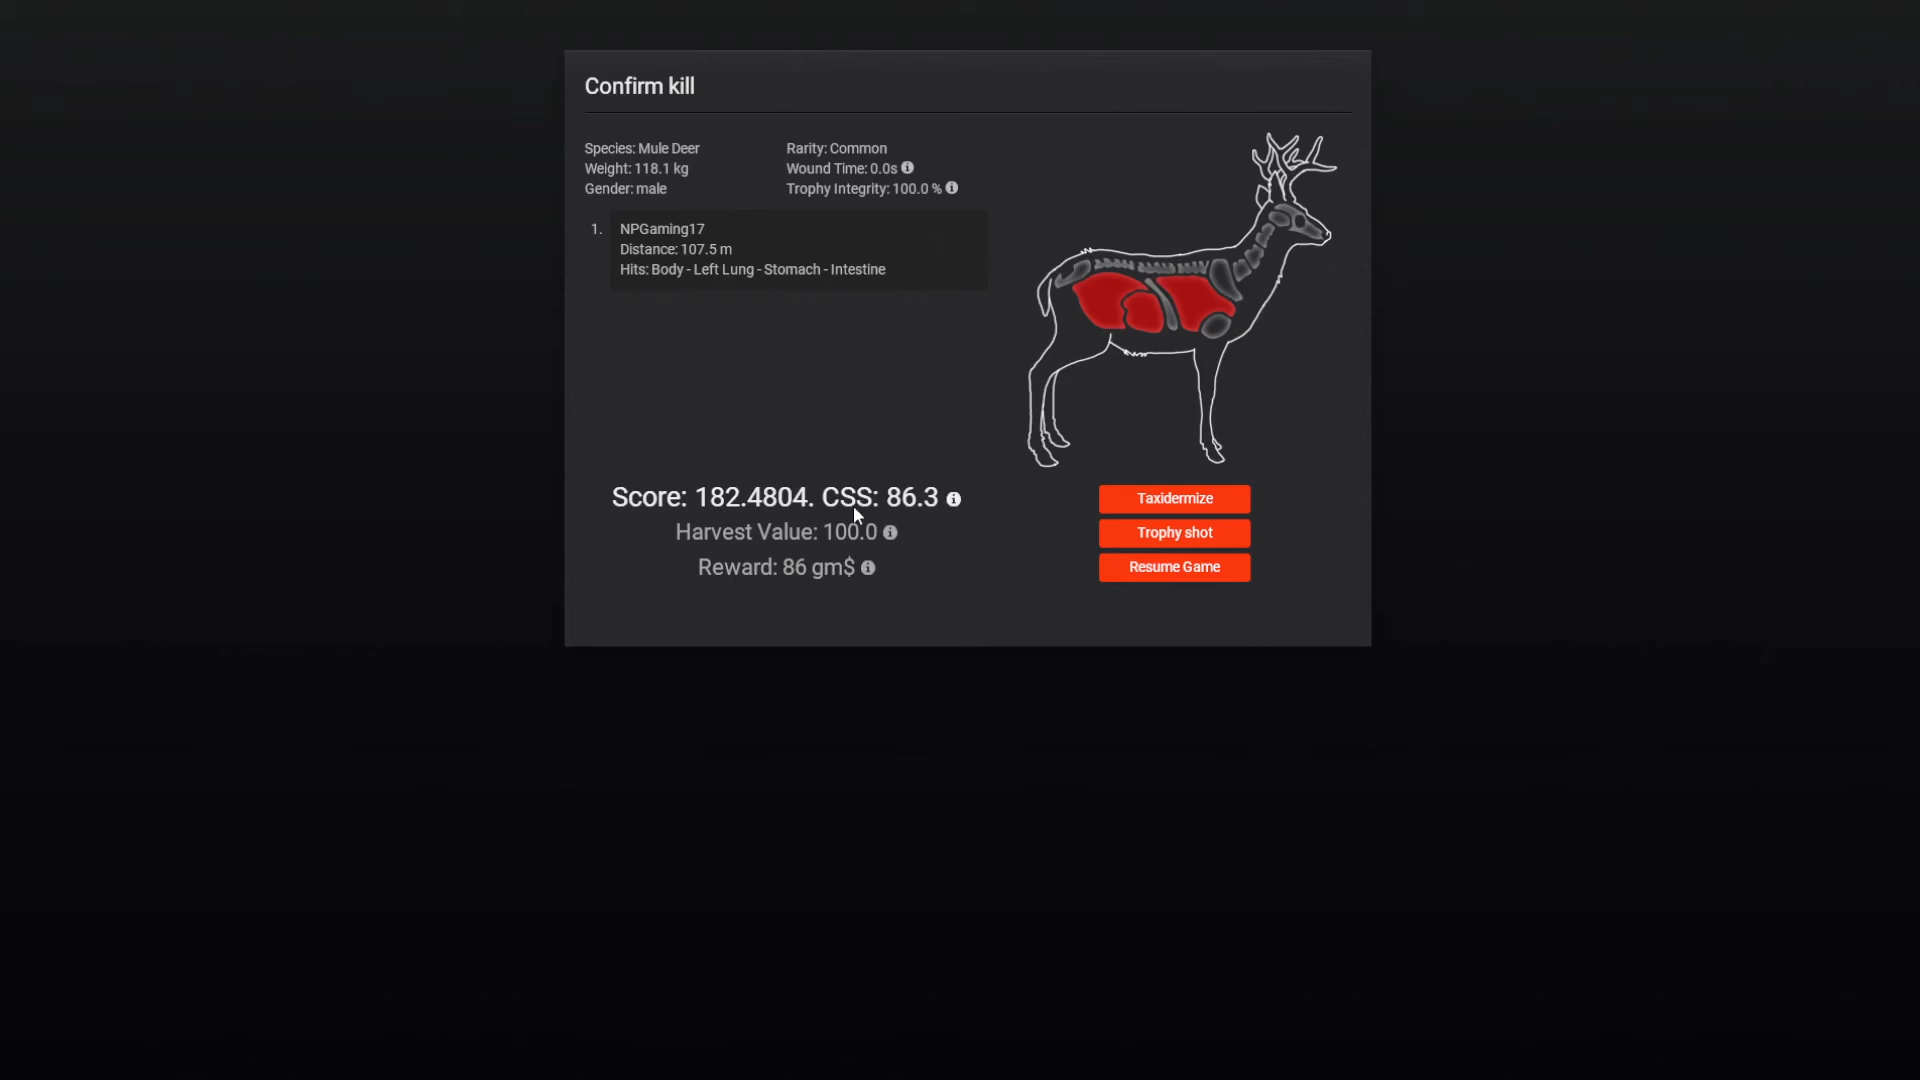 Confirm kill
Species: Mule Deer
Weight: 118.1 kg
Gender: male
Rarity: Common
Wound Time: 0.0s
Trophy Integrity: 100.0 %
1.
NPGaming17
Distance: 107.5 m
Hits: Body - Left Lung - Stomach - Intestine
Score: 182.4804. CSS: 86.3
Harvest Value: 100.0
Reward: 86 gm$
Taxidermize
Trophy shot
Resume Game